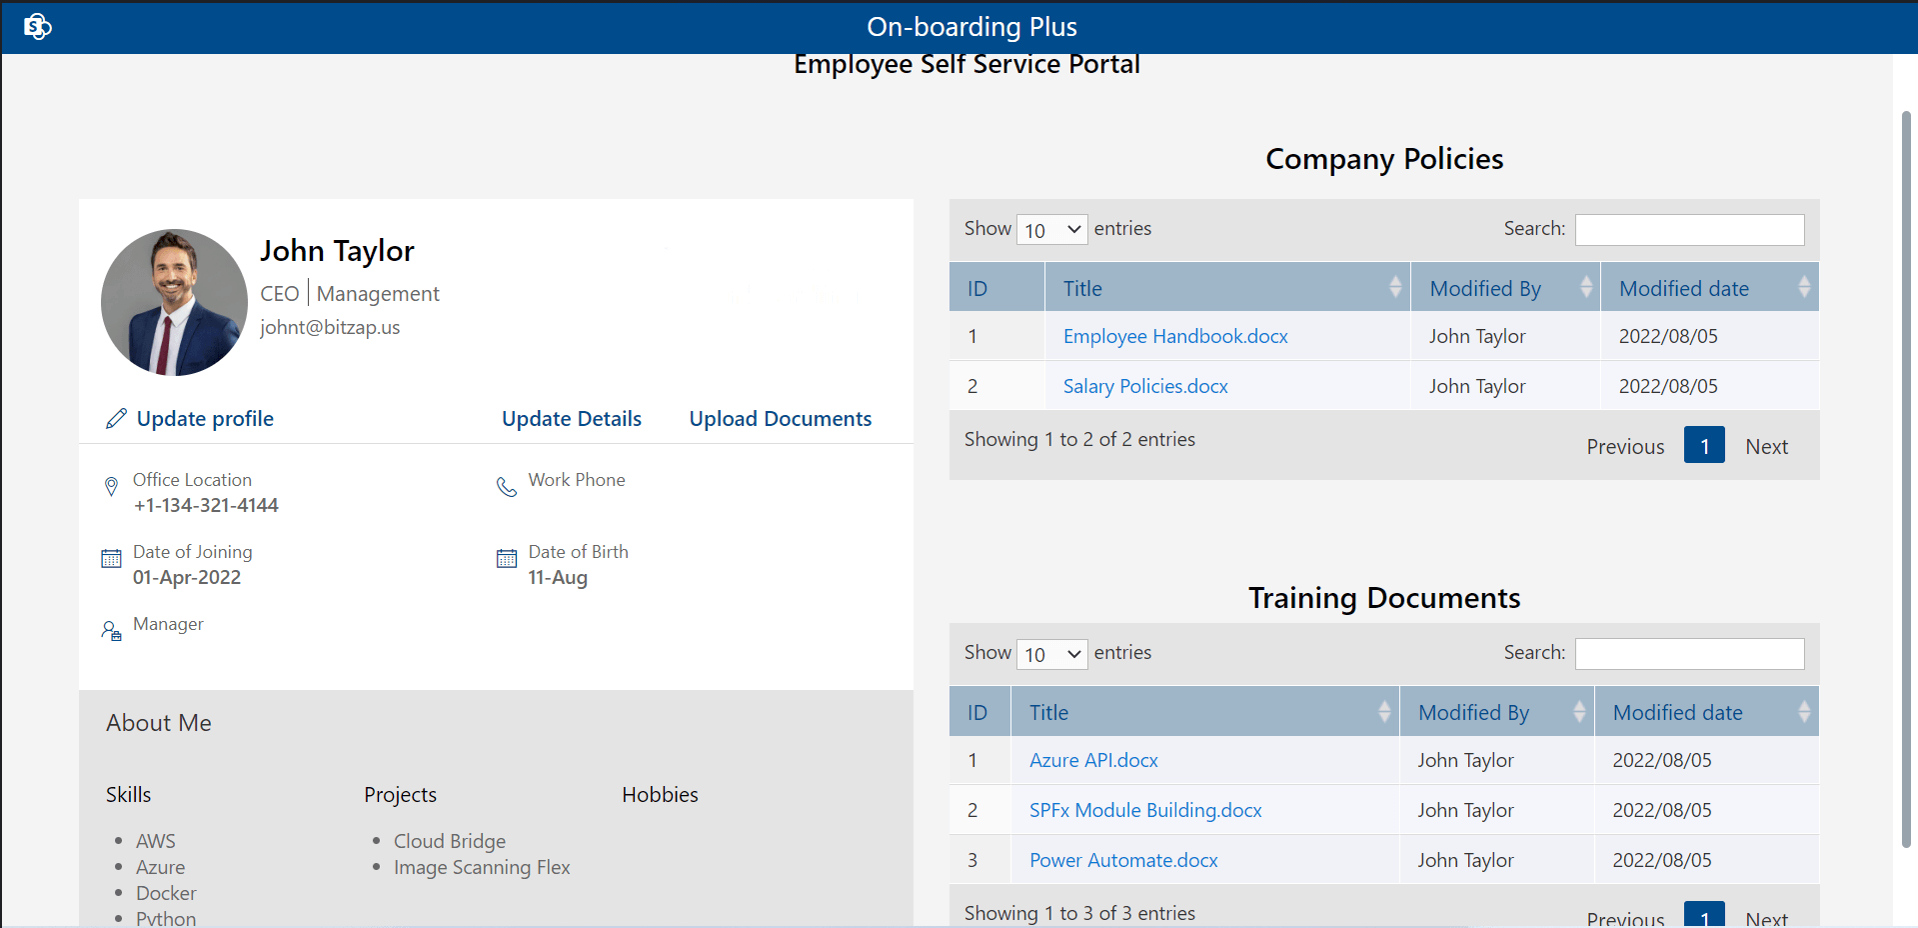 S
On-boarding Plus
Employee Self Service Portal
John Taylor
CEO | Management
johnt@bitzap.us
Update profile
Update Details
Upload Documents
Office Location
+1-134-321-4144
Work Phone
Date of Joining
01-Apr-2022
Date of Birth
11-Aug
Manager
About Me
Skills
AWS
Azure
Docker
Python
Projects
Cloud Bridge
Image Scanning Flex
Hobbies
Company Policies
Show 10 entries Search:
ID Title Modified By Modified date
1 Employee Handbook.docx John Taylor 2022/08/05
2 Salary Policies.docx John Taylor 2022/08/05
Showing 1 to 2 of 2 entries
Previous 1 Next
Training Documents
Show 10 entries Search:
ID Title Modified By Modified date
1 Azure API.docx John Taylor 2022/08/05
2 SPFx Module Building.docx John Taylor 2022/08/05
3 Power Automate.docx John Taylor 2022/08/05
Showing 1 to 3 of 3 entries
Previous 1 Next